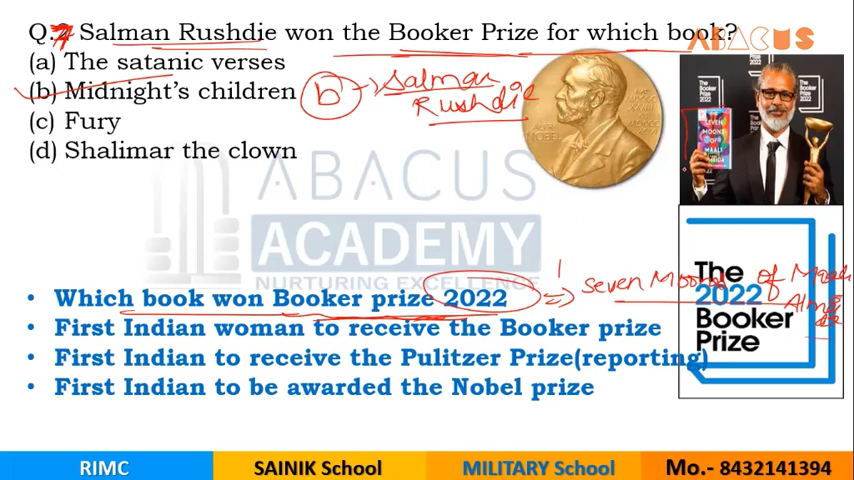 Q.7 Salman Rushdie won the Booker Prize for which book?
ABACUS
(a) The satanic verses
(b) Midnight's children
b → Salman
Rushdie
(c) Fury
(d) Shalimar the clown
The Booker Prize 2022
SEVEN
MOONS
MAALI
ABACUS
ACADEMY
NURTURING EXCELLENCE
• Which book won Booker prize 2022
⇒ Seven Moons of Maali
Almeida
• First Indian woman to receive the Booker prize
• First Indian to receive the Pulitzer Prize(reporting)
• First Indian to be awarded the Nobel prize
The
2022
Booker
Prize
RIMC SAINIK School MILITARY School Mo.- 8432141394